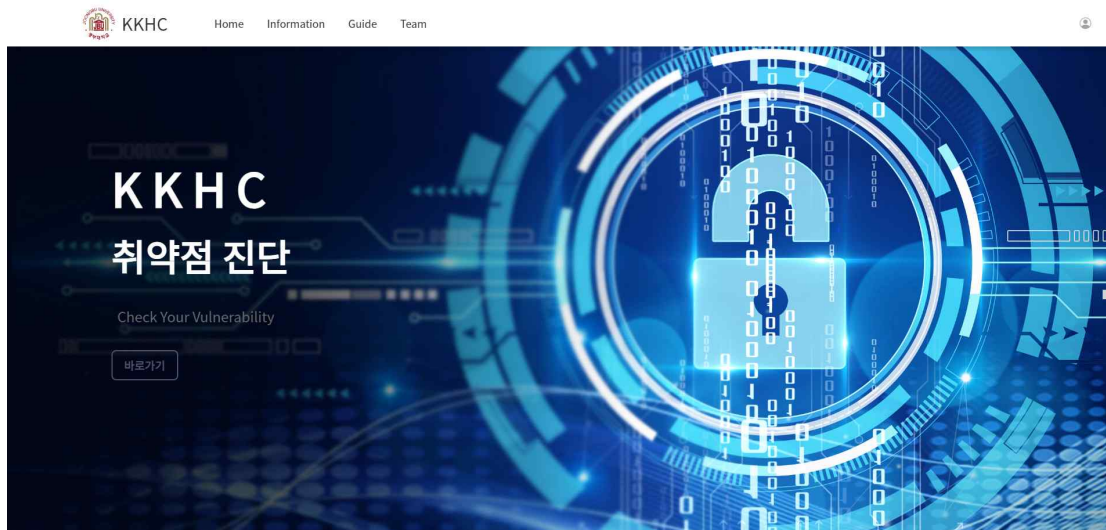 KKHC
Home Information Guide Team
KKHC
취약점 진단
Check Your Vulnerability
바로가기